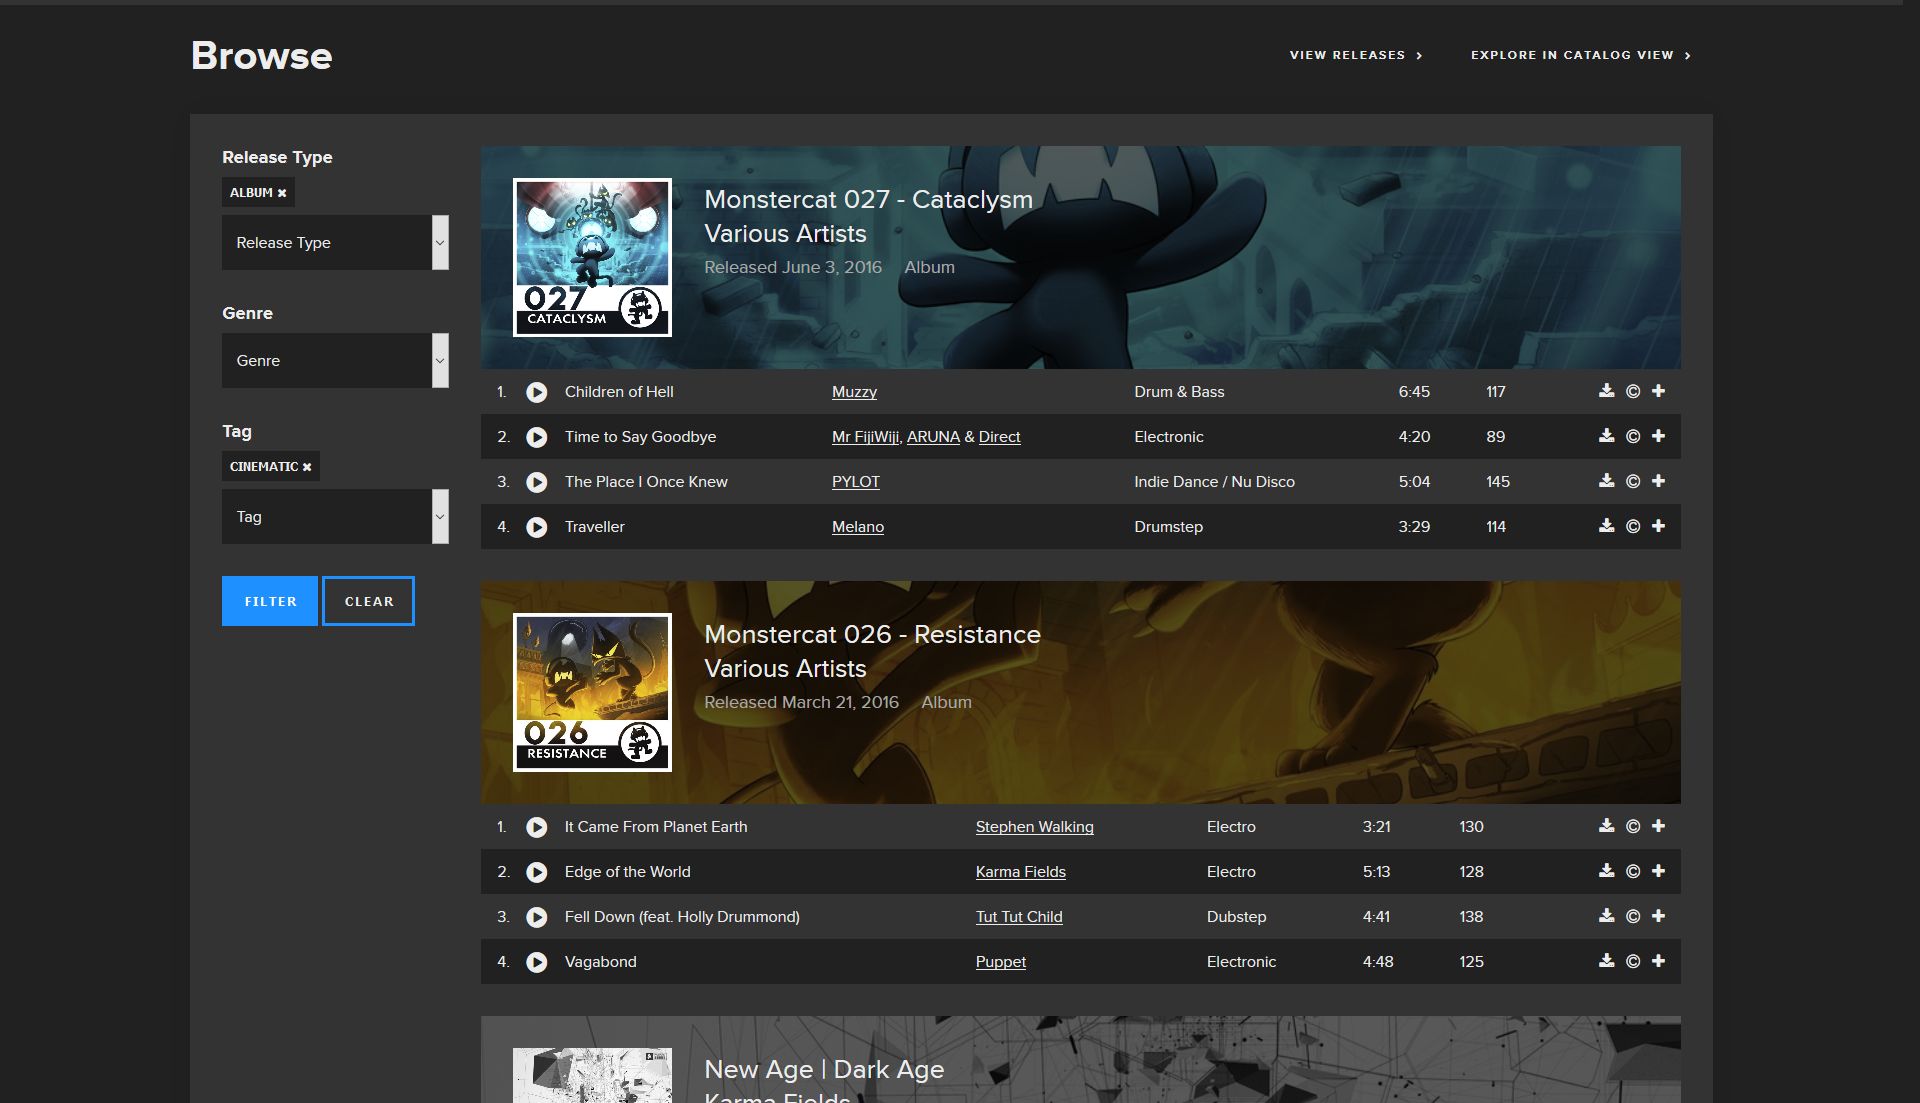 Browse
VIEW RELEASES
EXPLORE IN CATALOG VIEW
Release Type
ALBUM
Release Type
Genre
Genre
Tag
CINEMATIC
Tag
FILTER CLEAR
027
CATACLYSM
Monstercat 027 - Cataclysm
Various Artists
Released June 3, 2016 Album
1. Children of Hell Muzzy Drum & Bass 6:45 117
2. Time to Say Goodbye Mr FijiWiji, ARUNA & Direct Electronic 4:20 89
3. The Place I Once Knew PYLOT Indie Dance / Nu Disco 5:04 145
4. Traveller Melano Drumstep 3:29 114
026
RESISTANCE
Monstercat 026 - Resistance
Various Artists
Released March 21, 2016 Album
1. It Came From Planet Earth Stephen Walking Electro 3:21 130
2. Edge of the World Karma Fields Electro 5:13 128
3. Fell Down (feat. Holly Drummond) Tut Tut Child Dubstep 4:41 138
4. Vagabond Puppet Electronic 4:48 125
New Age | Dark Age
Karma Fields